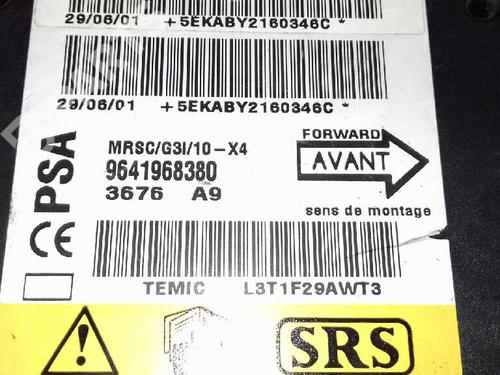 29/06/01 +5EKABY2160346C*
29/06/01 +5EKABY2160346C*
PSA
CE
MRSC/G3I/10-X4
9641968380
3676 A9
FORWARD
AVANT
sens de montage
TEMIC L3T1F29AWT3
!
SRS